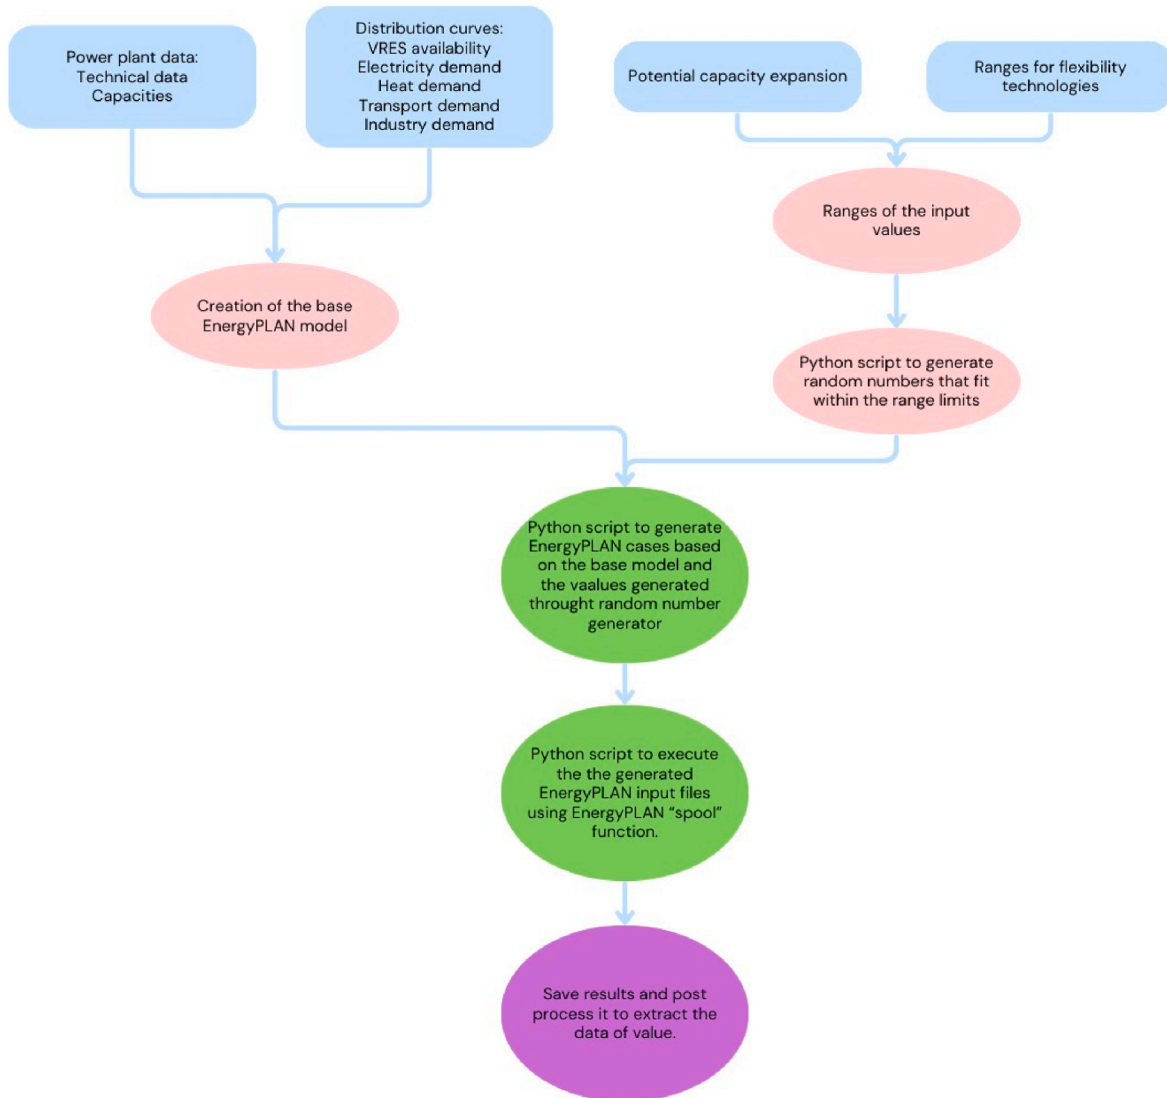 Power plant data:
Technical data
Capacities
Distribution curves:
VRES availability
Electricity demand
Heat demand
Transport demand
Industry demand
Potential capacity expansion
Ranges for flexibility
technologies
Ranges of the input
values
Creation of the base
EnergyPLAN model
Python script to generate
random numbers that fit
within the range limits
Python script to generate
EnergyPLAN cases based
on the base model and
the vaalues generated
throught random number
generator
Python script to execute
the the generated
EnergyPLAN input files
using EnergyPLAN “spool”
function.
Save results and post
process it to extract the
data of value.